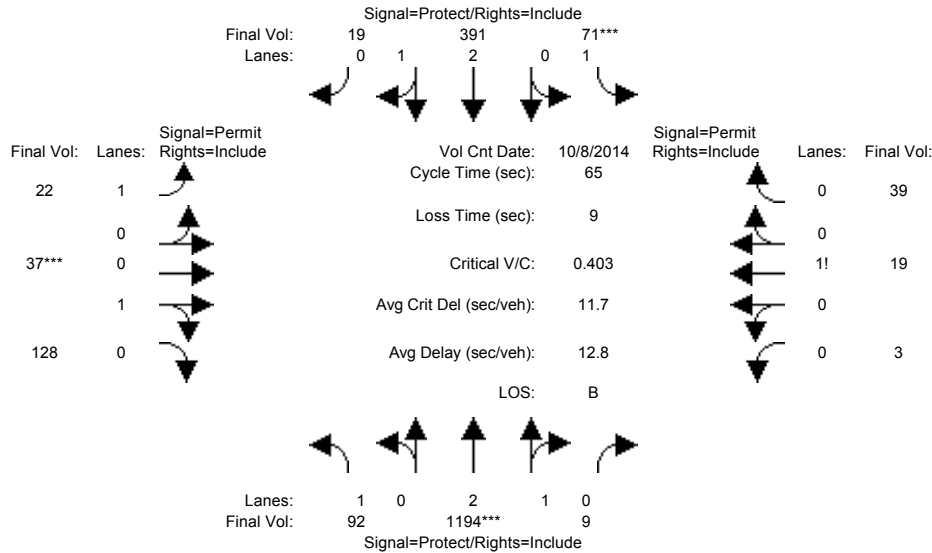 Signal=Protect/Rights=Include
Final Vol: 19 391 71***
Lanes: 0 1 2 0 1
Signal=Permit Signal=Permit
Final Vol: Lanes: Rights=Include Vol Cnt Date: 10/8/2014 Rights=Include Lanes: Final Vol:
Cycle Time (sec): 65
22 1 0 39
Loss Time (sec): 9
0 0
37*** 0 Critical V/C: 0.403 1! 19
1 Avg Crit Del (sec/veh): 11.7 0
128 0 Avg Delay (sec/veh): 12.8 0 3
LOS: B
Lanes: 1 0 2 1 0
Final Vol: 92 1194*** 9
Signal=Protect/Rights=Include